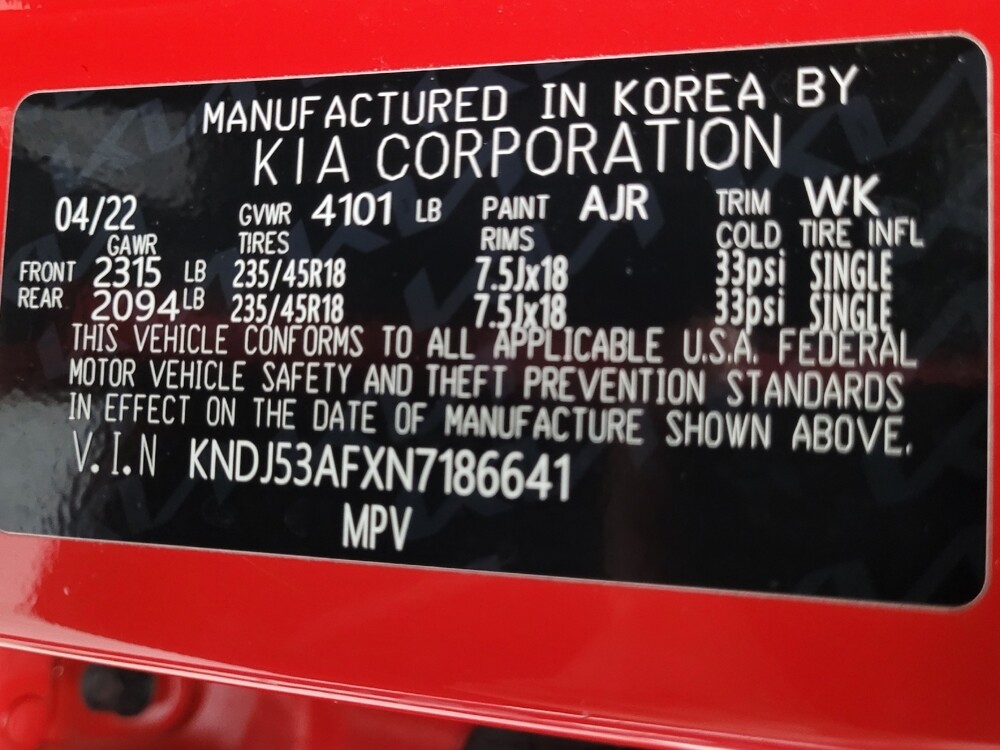 MANUFACTURED IN KOREA BY
KIA CORPORATION
04/22 GVWR 4101 LB PAINT AJR TRIM WK
GAWR TIRES RIMS COLD TIRE INFL
FRONT 2315 LB 235/45R18 7.5Jx18 33psi SINGLE
REAR 2094 LB 235/45R18 7.5Jx18 33psi SINGLE
THIS VEHICLE CONFORMS TO ALL APPLICABLE U.S.A. FEDERAL
MOTOR VEHICLE SAFETY AND THEFT PREVENTION STANDARDS
IN EFFECT ON THE DATE OF MANUFACTURE SHOWN ABOVE.
V.I.N KNDJ53AFXN7186641
MPV